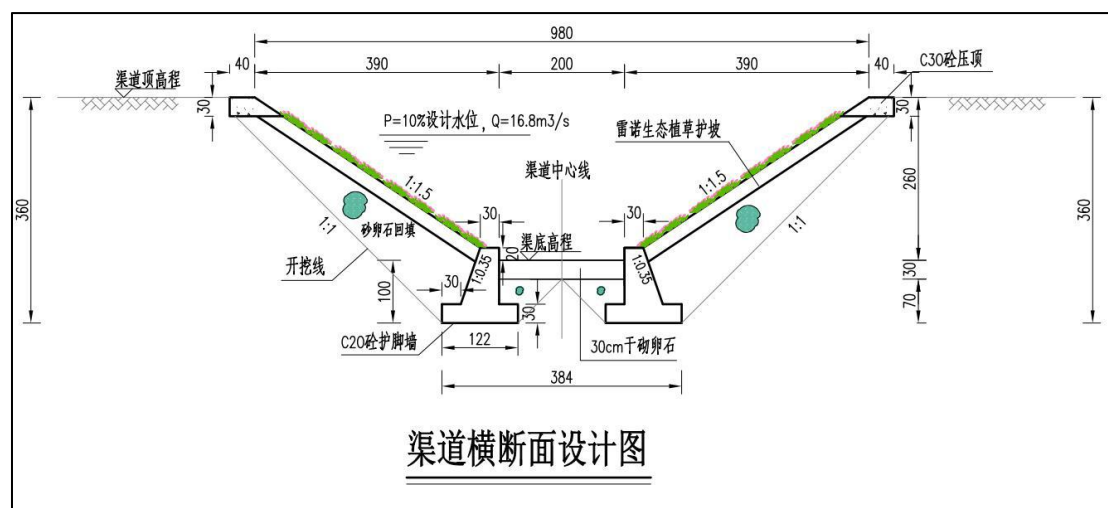 980
40
390
200
390
40
C30砼压顶
渠道顶高程
30
30
P=10%设计水位，Q=16.8m3/s
雷诺生态植草护坡
渠道中心线
1:1.5
1:1.5
360
260
360
30
30
砂卵石回填
渠底高程
20
1:1
1:1
开挖线
1:0.35
1:0.35
30
100
30
30
70
C20砼护脚墙
122
30cm干砌卵石
384
渠道横断面设计图